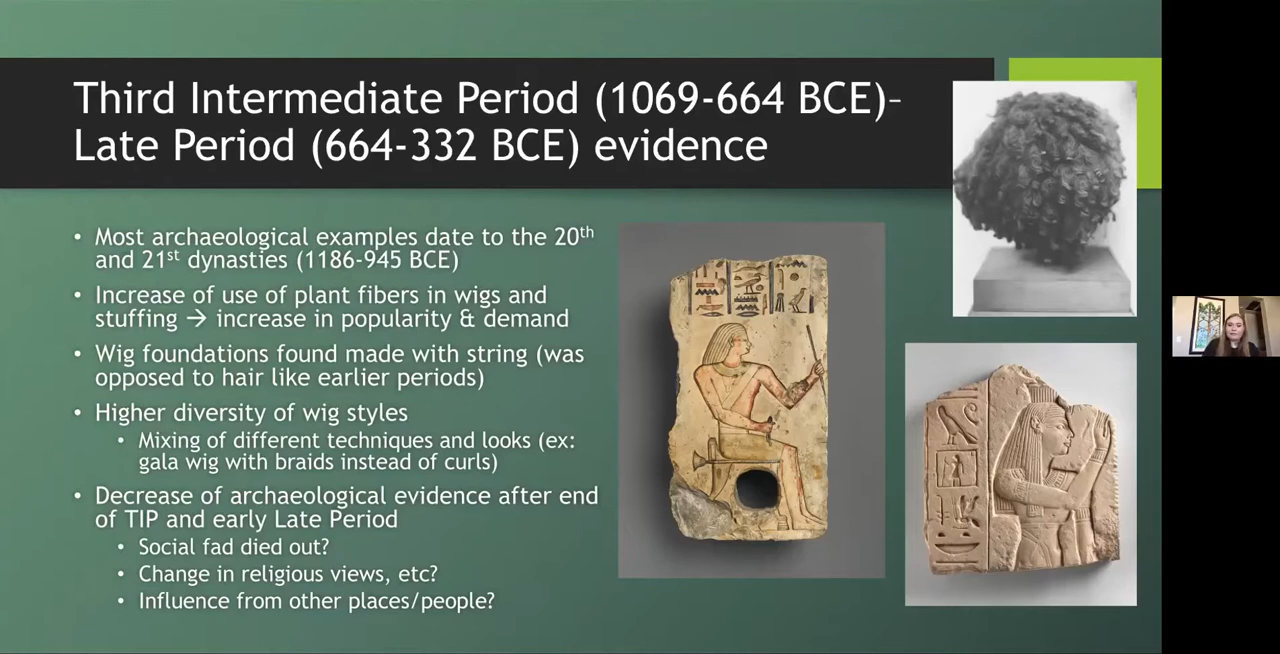 Third Intermediate Period (1069-664 BCE)–
Late Period (664-332 BCE) evidence
• Most archaeological examples date to the 20th
and 21st dynasties (1186-945 BCE)
• Increase of use of plant fibers in wigs and
stuffing → increase in popularity & demand
• Wig foundations found made with string (was
opposed to hair like earlier periods)
• Higher diversity of wig styles
• Mixing of different techniques and looks (ex:
gala wig with braids instead of curls)
• Decrease of archaeological evidence after end
of TIP and early Late Period
• Social fad died out?
• Change in religious views, etc?
• Influence from other places/people?